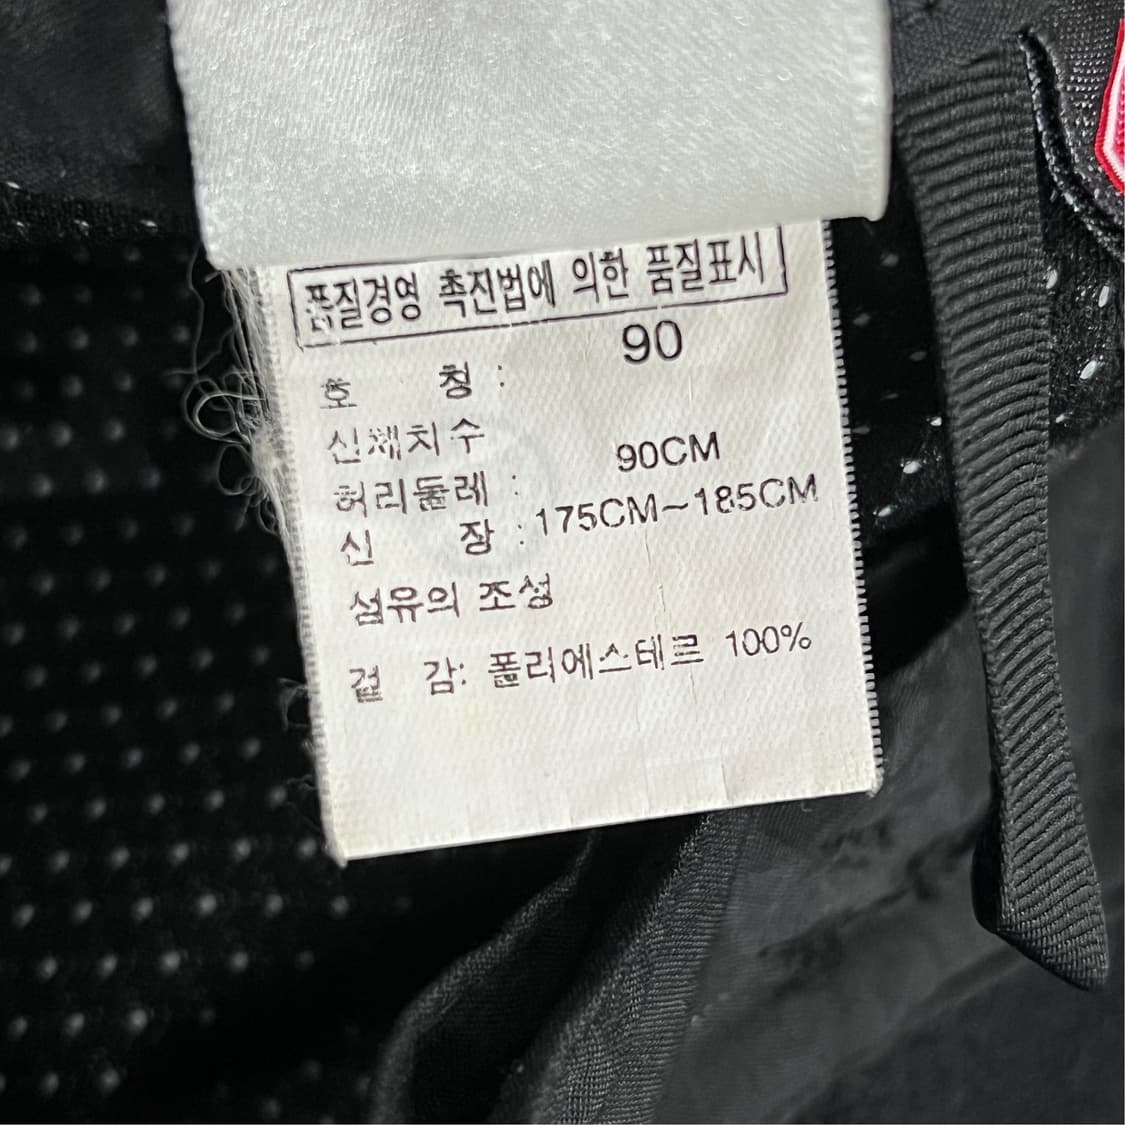 품질경영 촉진법에 의한 품질표시
호 칭 : 90
신체치수
허리둘레 : 90CM
신 장 : 175CM~185CM
섬유의 조성
겉 감: 폴리에스테르 100%